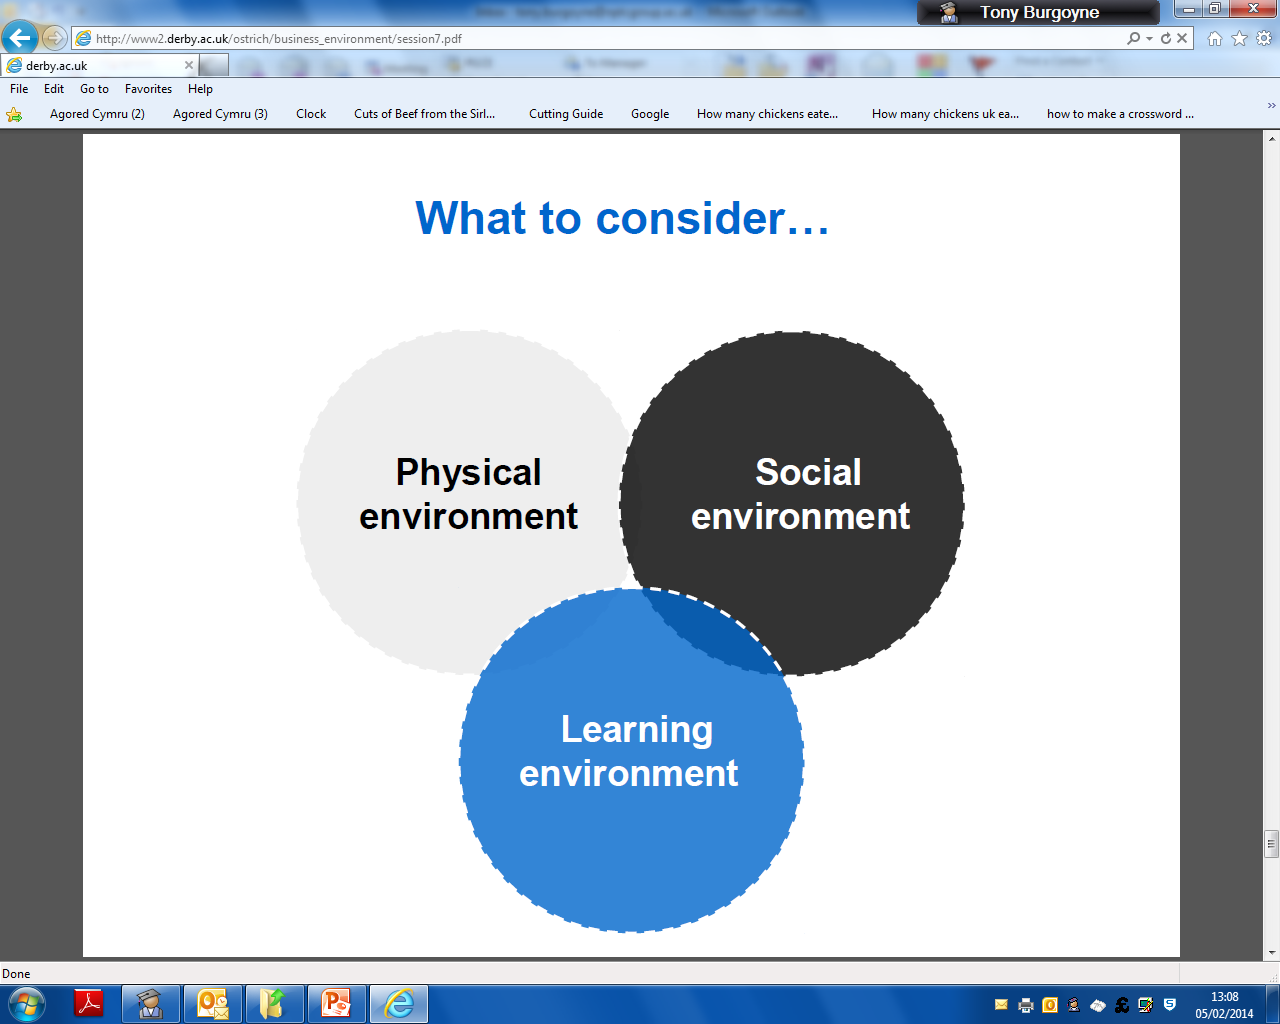 Tony Burgoyne
http://www2.derby.ac.uk/ostrich/business_environment/session7.pdf
derby.ac.uk
File Edit Go to Favorites Help
Agored Cymru (2) Agored Cymru (3) Clock Cuts of Beef from the Sirl... Cutting Guide Google How many chickens eate... How many chickens uk ea... how to make a crossword ...
What to consider…
Physical
environment
Social
environment
Learning
environment
Done
13:08
05/02/2014